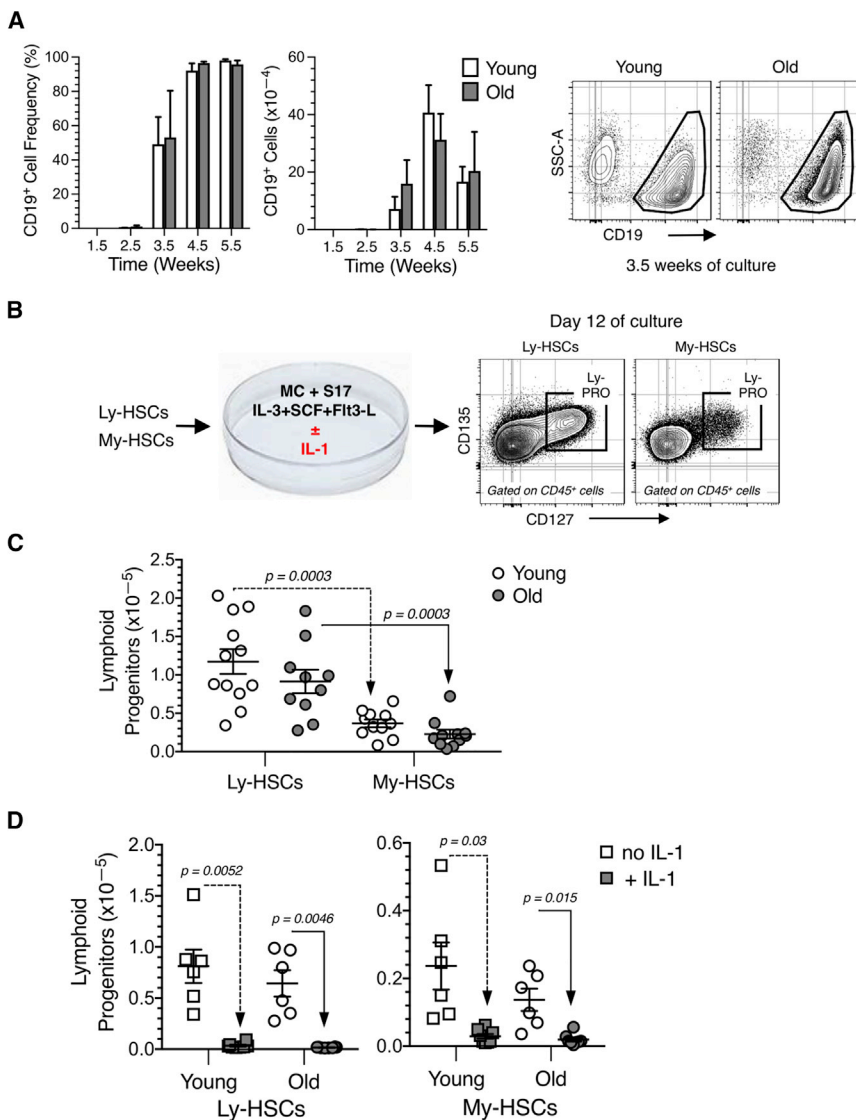 A
CD19+ Cell Frequency (%)
100
80
60
40
20
0
1.5 2.5 3.5 4.5 5.5
Time (Weeks)
CD19+ Cells (x10−4)
60
40
20
0
1.5 2.5 3.5 4.5 5.5
Time (Weeks)
Young
Old
Young Old
SSC-A
CD19
3.5 weeks of culture
B
Ly-HSCs
My-HSCs
MC + S17
IL-3+SCF+Flt3-L
±
IL-1
Day 12 of culture
Ly-HSCs My-HSCs
CD135
Ly-
PRO
Gated on CD45+ cells
Ly-
PRO
Gated on CD45+ cells
CD127
C
Lymphoid
Progenitors (x10−5)
2.5
2.0
1.5
1.0
0.5
0.0
p = 0.0003
p = 0.0003
Young
Old
Ly-HSCs My-HSCs
D
Lymphoid
Progenitors (x10−5)
2.0
1.5
1.0
0.5
0.0
p = 0.0052
p = 0.0046
Young Old
Ly-HSCs
0.6
0.4
0.2
0.0
p = 0.03
p = 0.015
Young Old
My-HSCs
no IL-1
+ IL-1